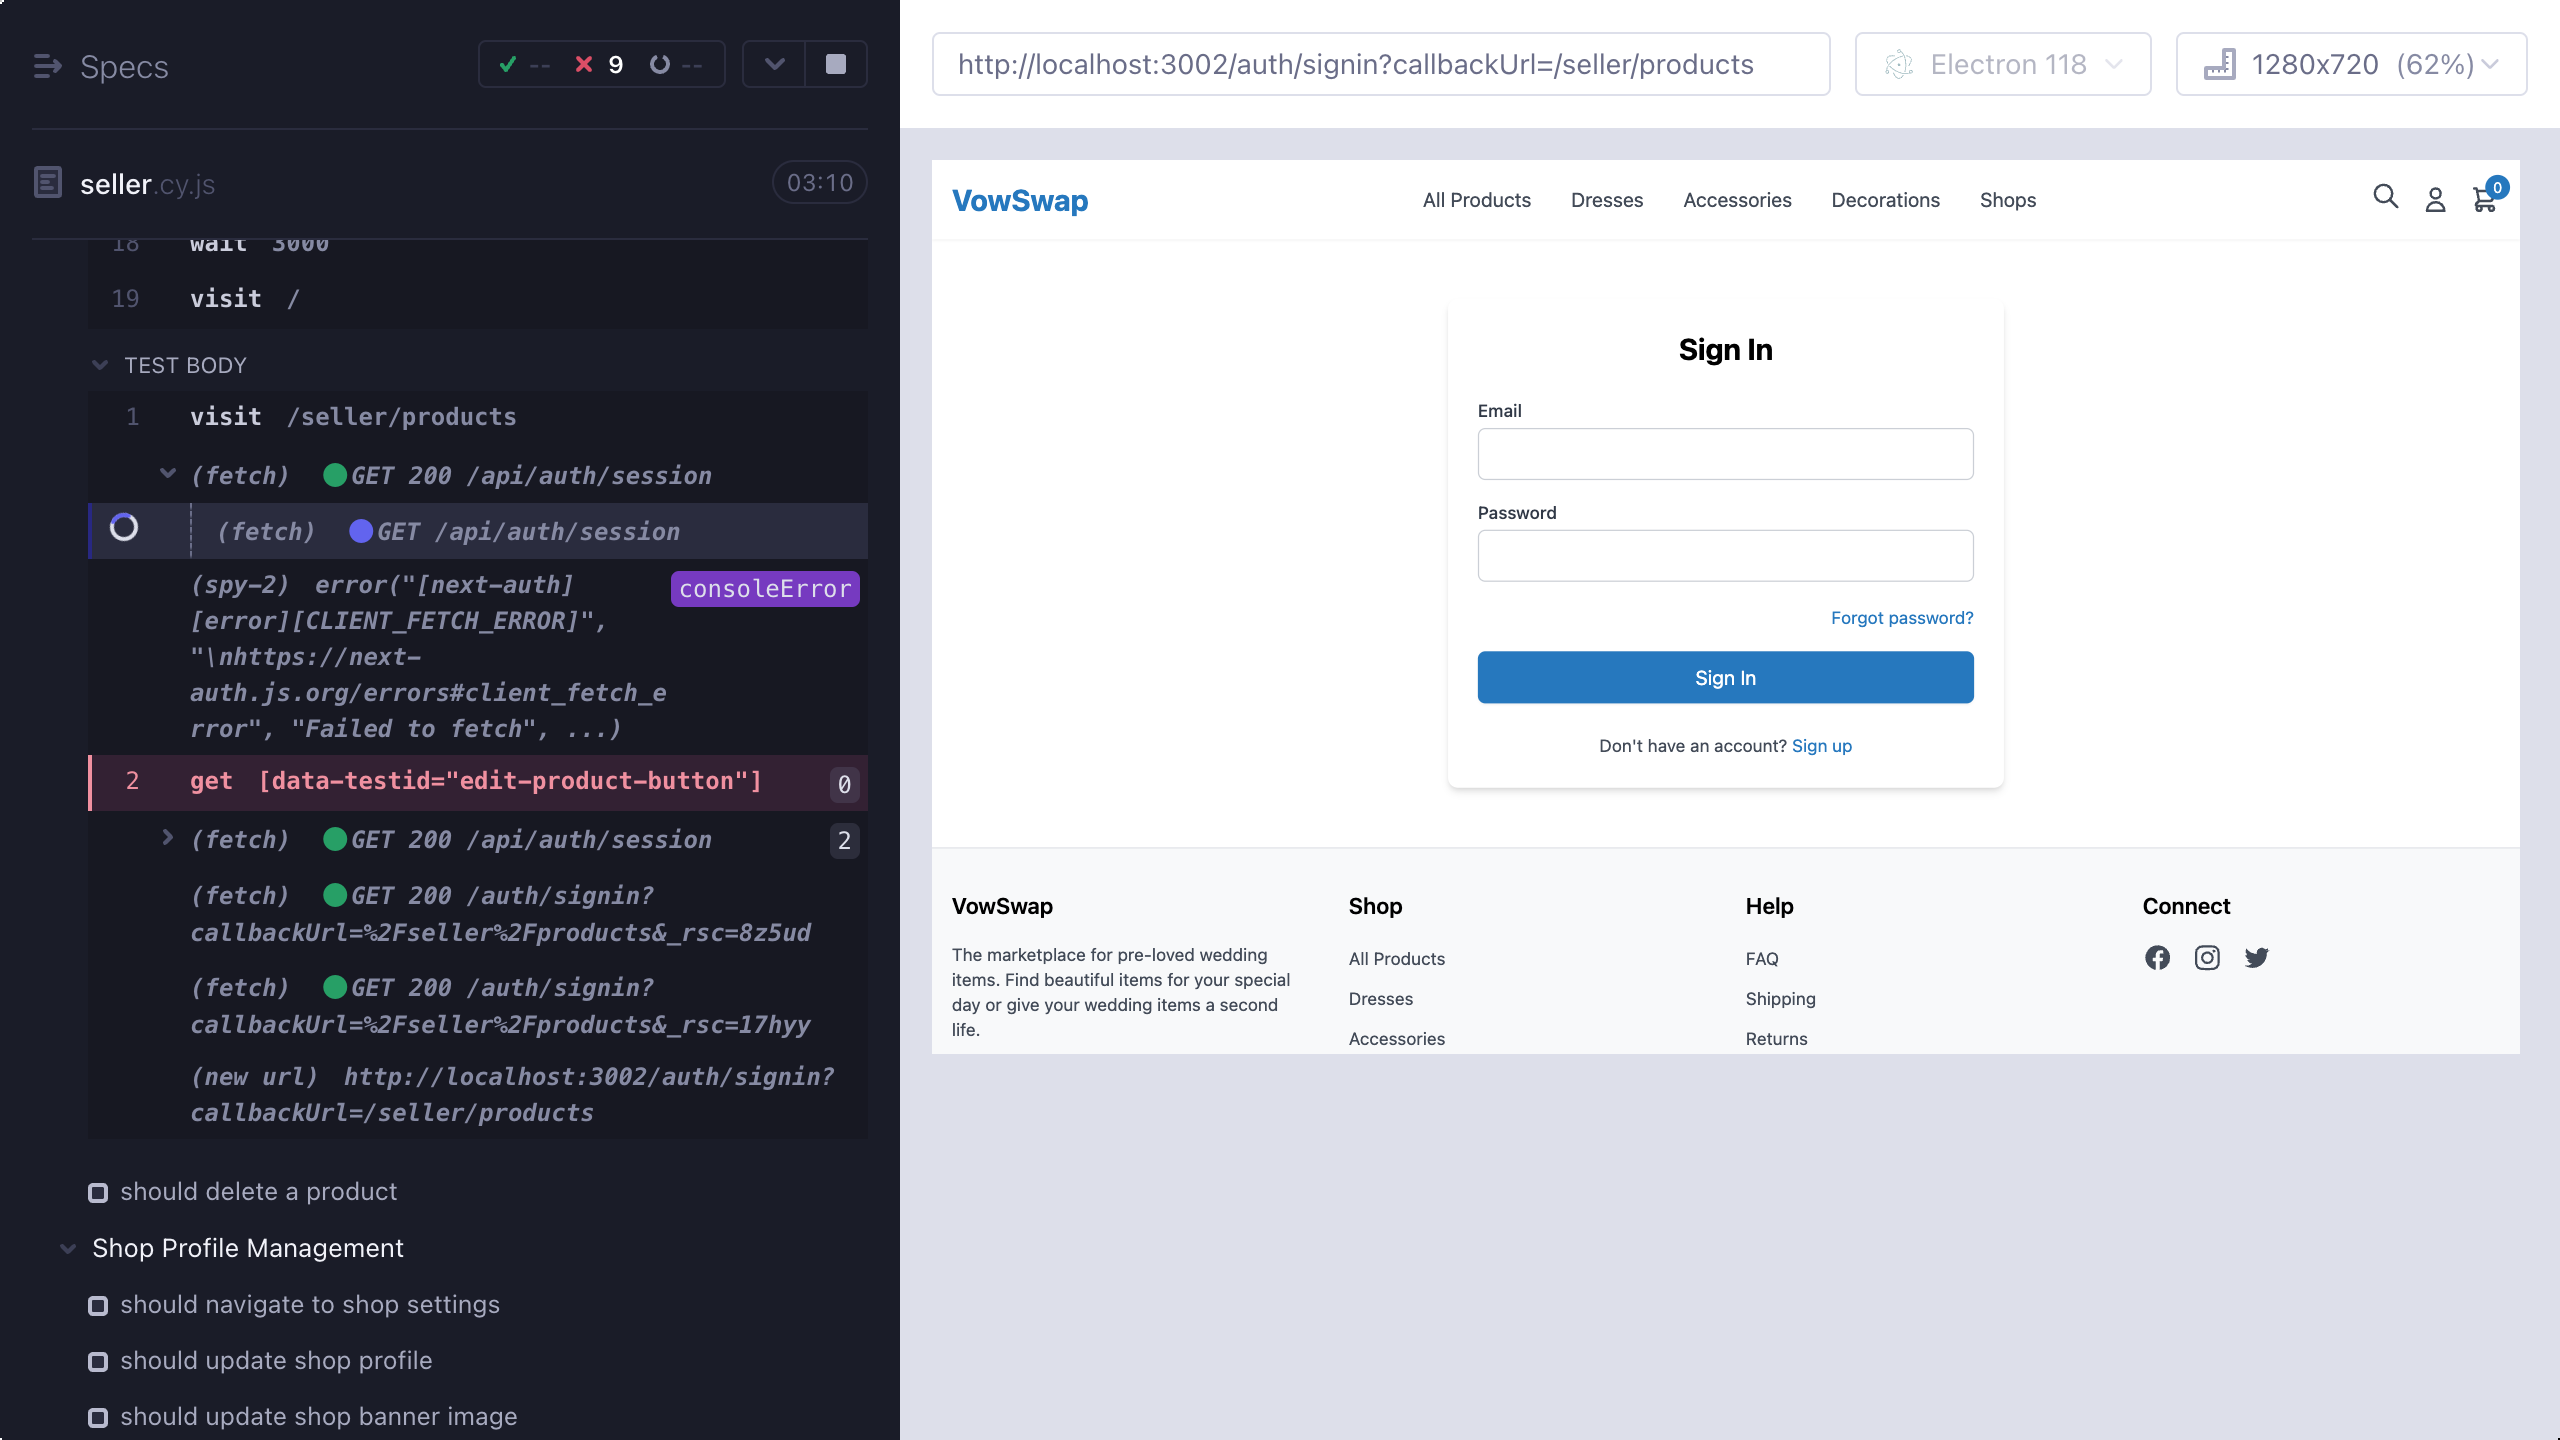 Specs
-- 9 --
seller.cy.js 03:10
18 wait 3000
19 visit /
TEST BODY
1 visit /seller/products
(fetch) GET 200 /api/auth/session
(fetch) GET /api/auth/session
(spy-2) error("[next-auth] consoleError
[error][CLIENT_FETCH_ERROR]",
"\nhttps://next-
auth.js.org/errors#client_fetch_e
rror", "Failed to fetch", ...)
2 get [data-testid="edit-product-button"] 0
(fetch) GET 200 /api/auth/session 2
(fetch) GET 200 /auth/signin?
callbackUrl=%2Fseller%2Fproducts&_rsc=8z5ud
(fetch) GET 200 /auth/signin?
callbackUrl=%2Fseller%2Fproducts&_rsc=17hyy
(new url) http://localhost:3002/auth/signin?
callbackUrl=/seller/products
should delete a product
Shop Profile Management
should navigate to shop settings
should update shop profile
should update shop banner image
http://localhost:3002/auth/signin?callbackUrl=/seller/products
Electron 118
1280x720 (62%)
VowSwap
All Products Dresses Accessories Decorations Shops
0
Sign In
Email
Password
Forgot password?
Sign In
Don't have an account? Sign up
VowSwap
The marketplace for pre-loved wedding
items. Find beautiful items for your special
day or give your wedding items a second
life.
Shop
All Products
Dresses
Accessories
Help
FAQ
Shipping
Returns
Connect